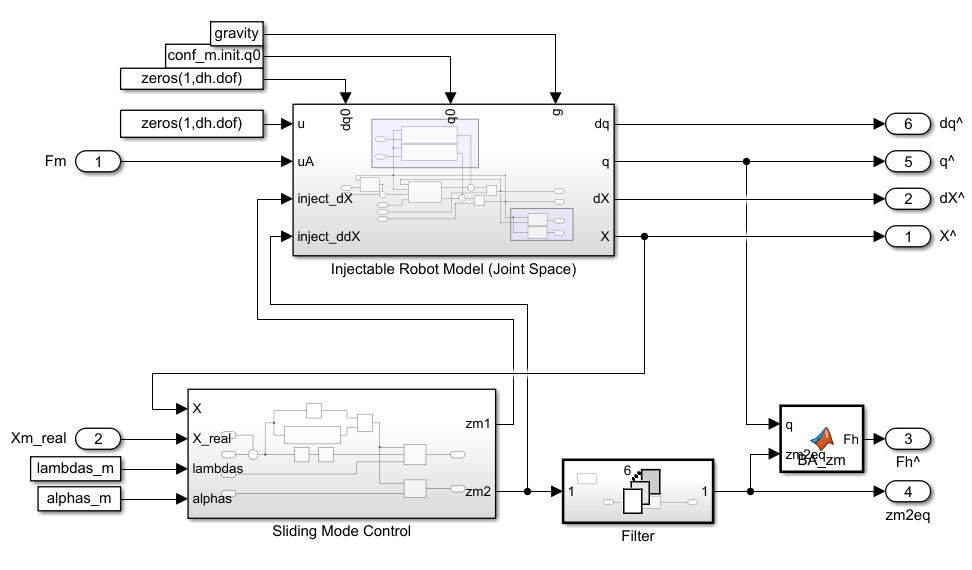 gravity
conf_m.init.q0
zeros(1,dh.dof)
dq0
q0
g
zeros(1,dh.dof)
u
dq
6
dq^
Fm
1
uA
q
5
q^
inject_dX
dX
2
dX^
inject_ddX
X
1
X^
Injectable Robot Model (Joint Space)
X
zm1
q
Xm_real
2
X_real
Fh
3
zm2eq
Fh^
BA_zm
lambdas_m
lambdas
6
alphas_m
alphas
zm2
1
1
4
zm2eq
Sliding Mode Control
Filter